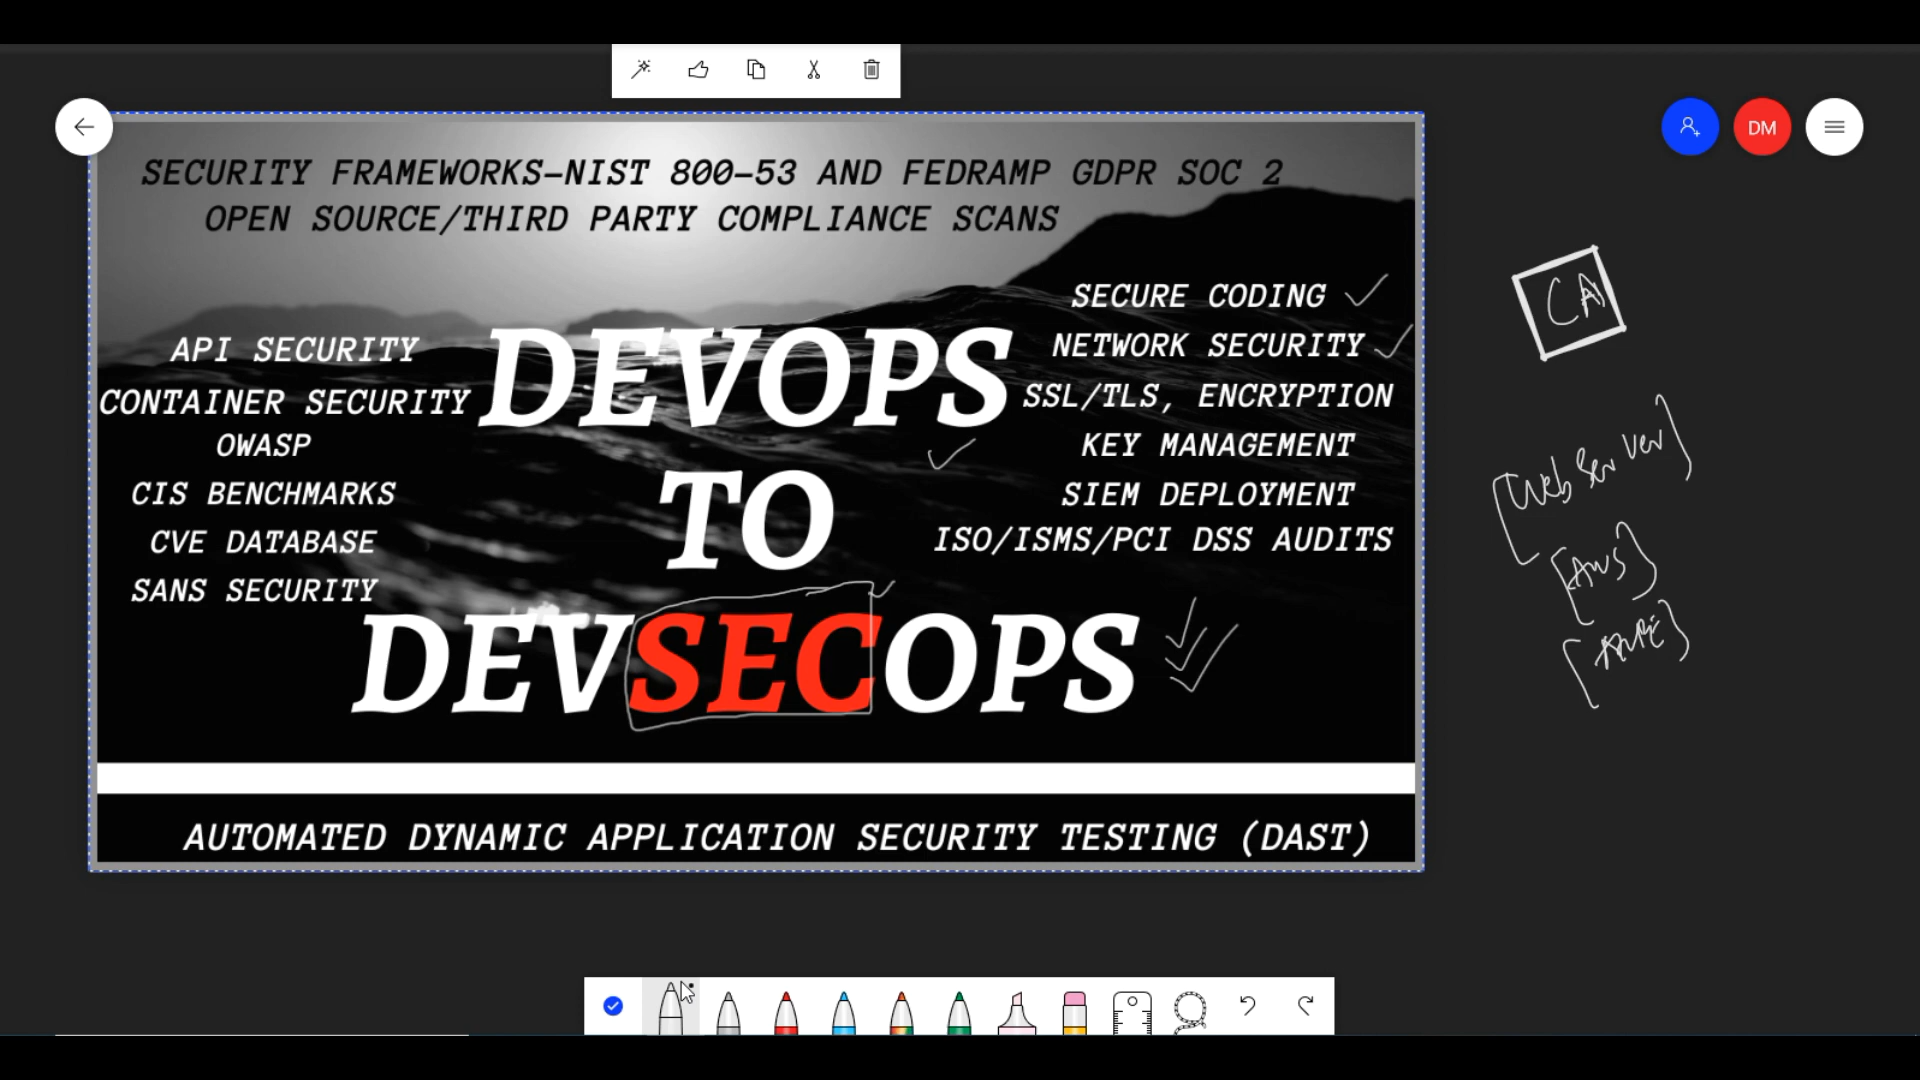 DM
SECURITY FRAMEWORKS-NIST 800-53 AND FEDRAMP GDPR SOC 2
OPEN SOURCE/THIRD PARTY COMPLIANCE SCANS
API SECURITY
CONTAINER SECURITY
OWASP
CIS BENCHMARKS
CVE DATABASE
SANS SECURITY
DEVOPS
TO
DEVSECOPS
SECURE CODING
NETWORK SECURITY
SSL/TLS, ENCRYPTION
KEY MANAGEMENT
SIEM DEPLOYMENT
ISO/ISMS/PCI DSS AUDITS
AUTOMATED DYNAMIC APPLICATION SECURITY TESTING (DAST)
CA
[Web Server]
[AWS]